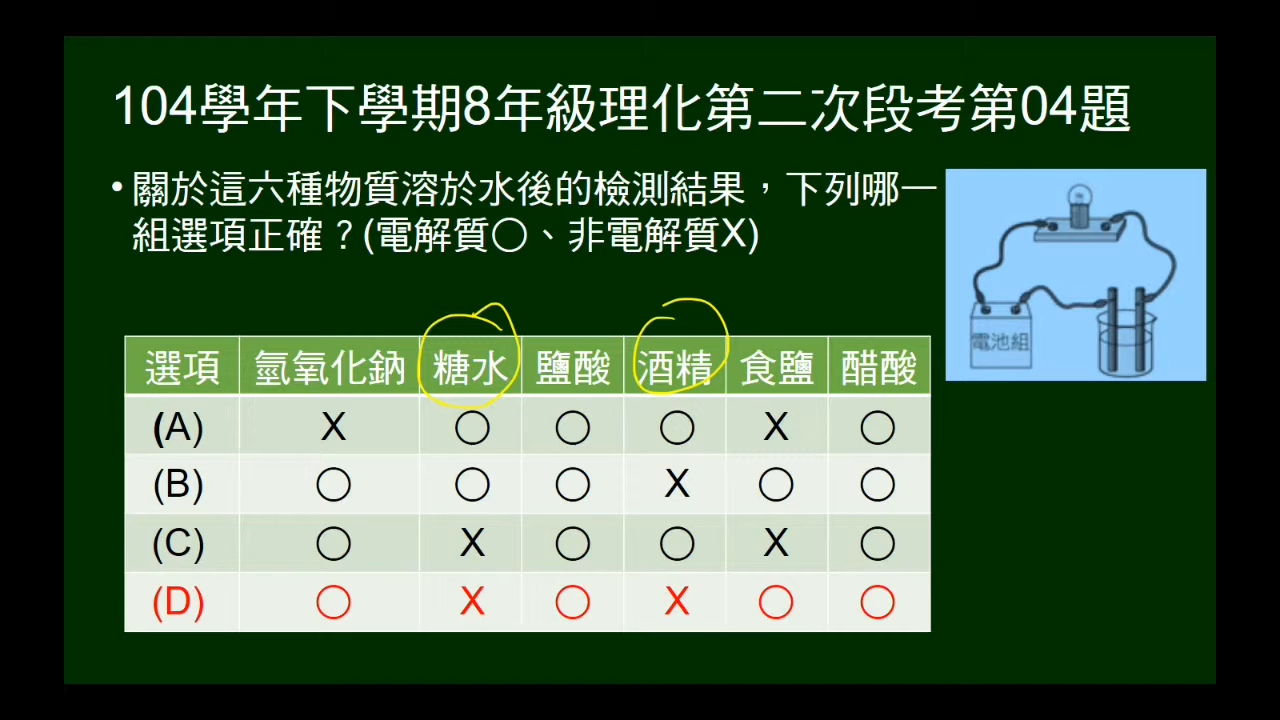 104學年下學期8年級理化第二次段考第04題
• 關於這六種物質溶於水後的檢測結果，下列哪一
組選項正確？(電解質〇、非電解質X)
電池組
選項 氫氧化鈉 糖水 鹽酸 酒精 食鹽 醋酸
(A) X 〇 〇 〇 X 〇
(B) 〇 〇 〇 X 〇 〇
(C) 〇 X 〇 〇 X 〇
(D) 〇 X 〇 X 〇 〇